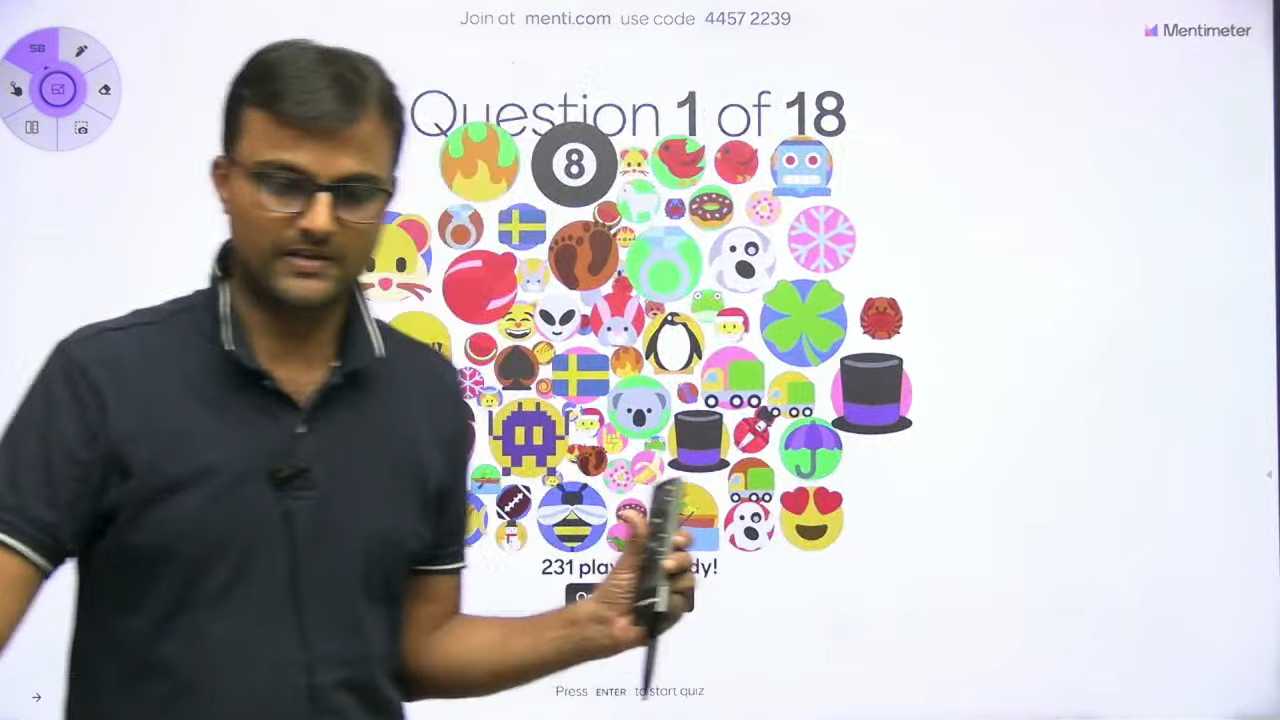 Join at menti.com use code 4457 2239
Mentimeter
SB
Question 1 of 18
8
231
Press ENTER to start quiz